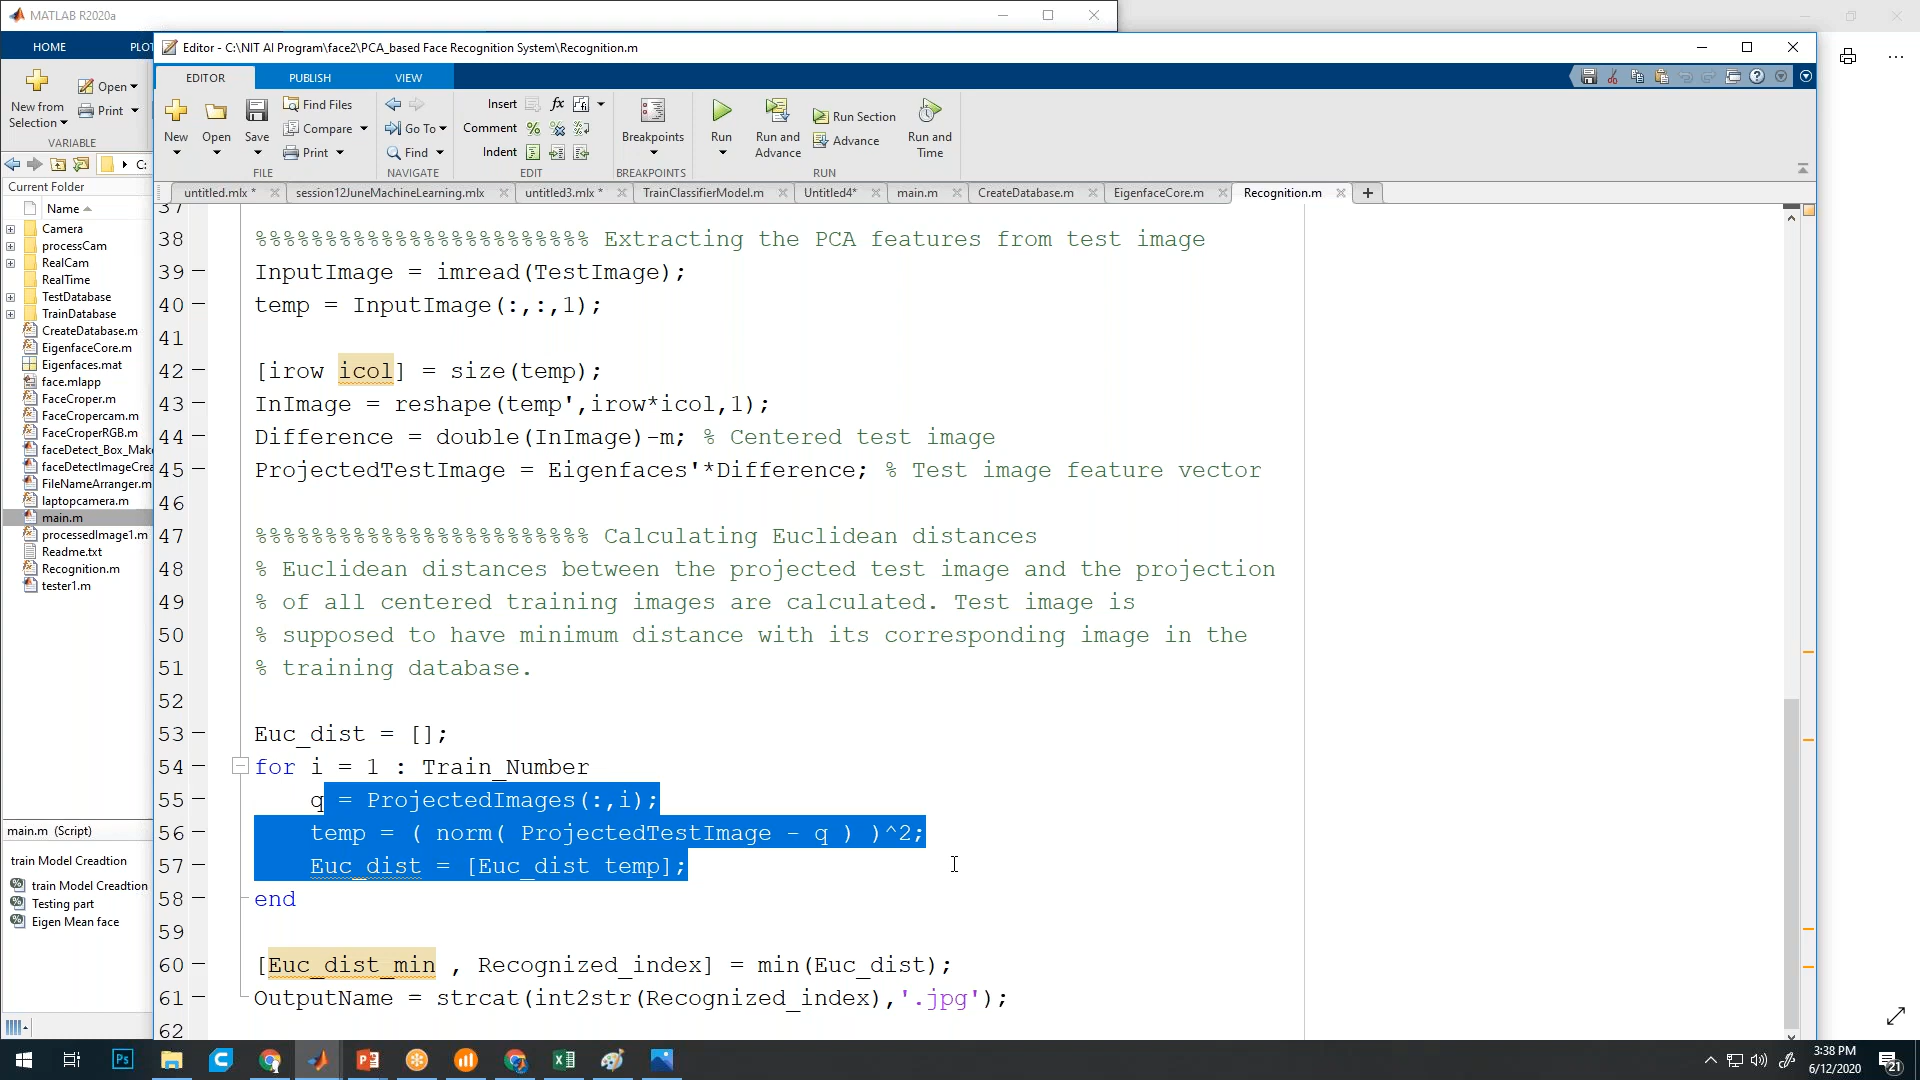 MATLAB R2020a
HOME
PLOT
Editor - C:\NIT AI Program\face2\PCA_based Face Recognition System\Recognition.m
EDITOR
PUBLISH
VIEW
New from
Selection
Open
Print
VARIABLE
New
Open
Save
Find Files
Compare
Print
FILE
Go To
Find
NAVIGATE
Insert
fx
Comment
Indent
EDIT
Breakpoints
BREAKPOINTS
Run
Run and
Advance
Run Section
Advance
Run and
Time
RUN
C:
Current Folder
Name
Camera
processCam
RealCam
RealTime
TestDatabase
TrainDatabase
CreateDatabase.m
EigenfaceCore.m
Eigenfaces.mat
face.mlapp
FaceCroper.m
FaceCropercam.m
FaceCroperRGB.m
faceDetect_Box_Make
faceDetectImageCrea
FileNameArranger.m
laptopcamera.m
main.m
processedImage1.m
Readme.txt
Recognition.m
tester1.m
main.m (Script)
train Model Creadtion
train Model Creadtion
Testing part
Eigen Mean face
untitled.mlx *
session12JuneMachineLearning.mlx
untitled3.mlx *
TrainClassifierModel.m
Untitled4*
main.m
CreateDatabase.m
EigenfaceCore.m
Recognition.m
37
38 %%%%%%%%%%%%%%%%%%%%%%%% Extracting the PCA features from test image
39 InputImage = imread(TestImage);
40 temp = InputImage(:,:,1);
41
42 [irow icol] = size(temp);
43 InImage = reshape(temp',irow*icol,1);
44 Difference = double(InImage)-m; % Centered test image
45 ProjectedTestImage = Eigenfaces'*Difference; % Test image feature vector
46
47 %%%%%%%%%%%%%%%%%%%%%%%% Calculating Euclidean distances
48 % Euclidean distances between the projected test image and the projection
49 % of all centered training images are calculated. Test image is
50 % supposed to have minimum distance with its corresponding image in the
51 % training database.
52
53 Euc_dist = [];
54 for i = 1 : Train_Number
55 q = ProjectedImages(:,i);
56 temp = ( norm( ProjectedTestImage - q ) )^2;
57 Euc_dist = [Euc_dist temp];
58 end
59
60 [Euc_dist_min , Recognized_index] = min(Euc_dist);
61 OutputName = strcat(int2str(Recognized_index),'.jpg');
62
3:38 PM
6/12/2020
21